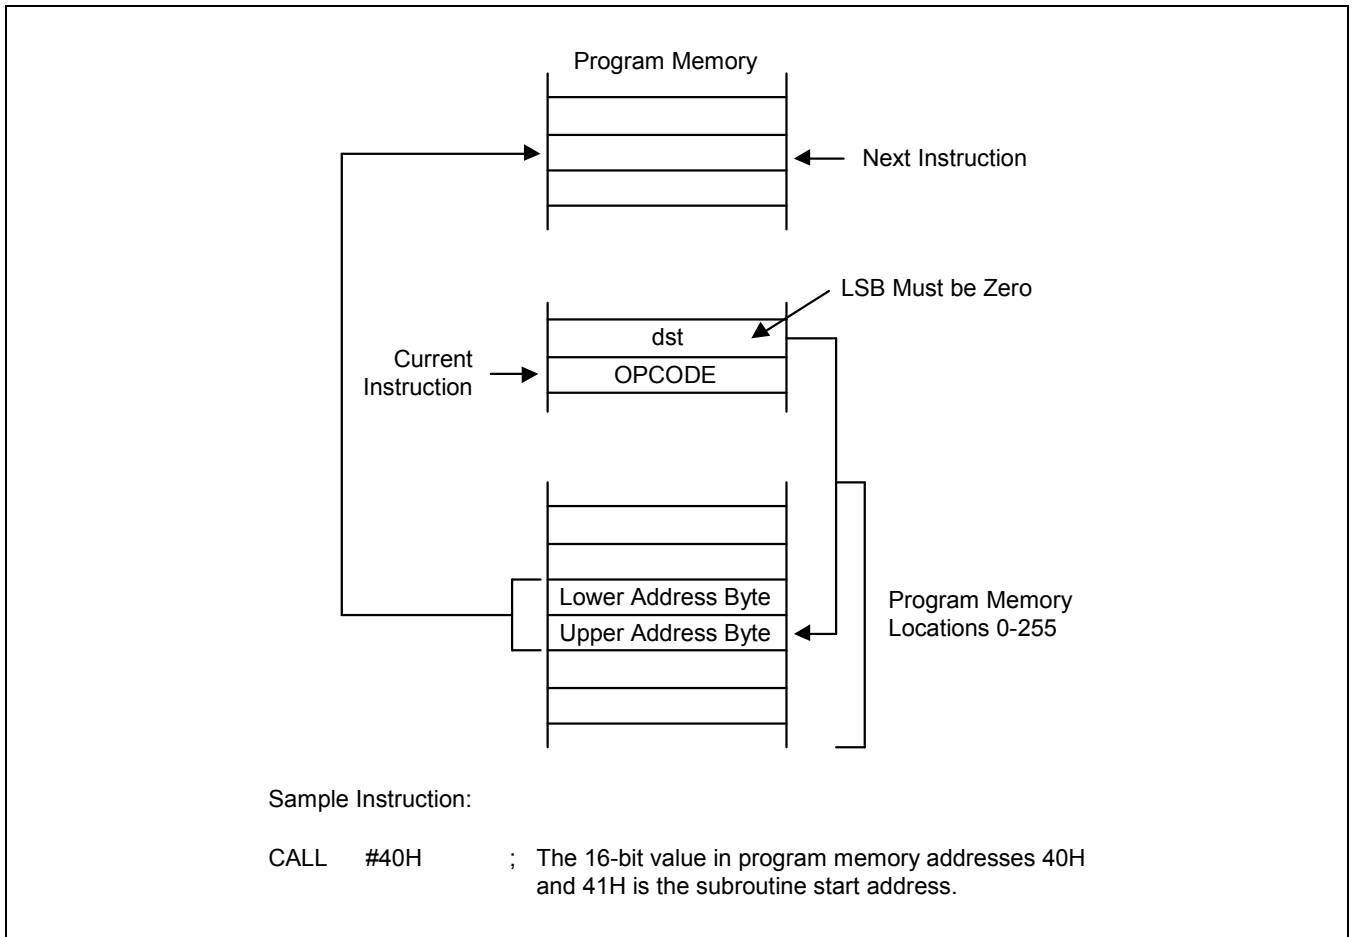 Program Memory
Next Instruction
LSB Must be Zero
dst
Current
Instruction
OPCODE
Lower Address Byte
Upper Address Byte
Program Memory
Locations 0-255
Sample Instruction:
CALL #40H ; The 16-bit value in program memory addresses 40H
and 41H is the subroutine start address.